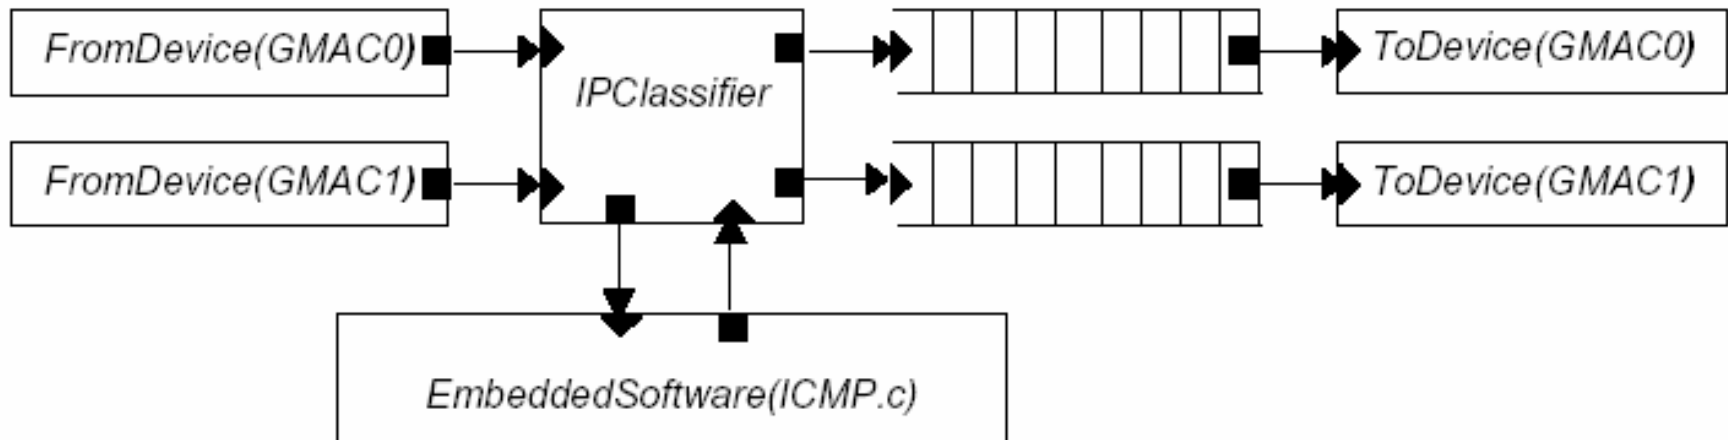 FromDevice(GMAC0)
IPClassifier
ToDevice(GMAC0)
FromDevice(GMAC1)
ToDevice(GMAC1)
EmbeddedSoftware(ICMP.c)